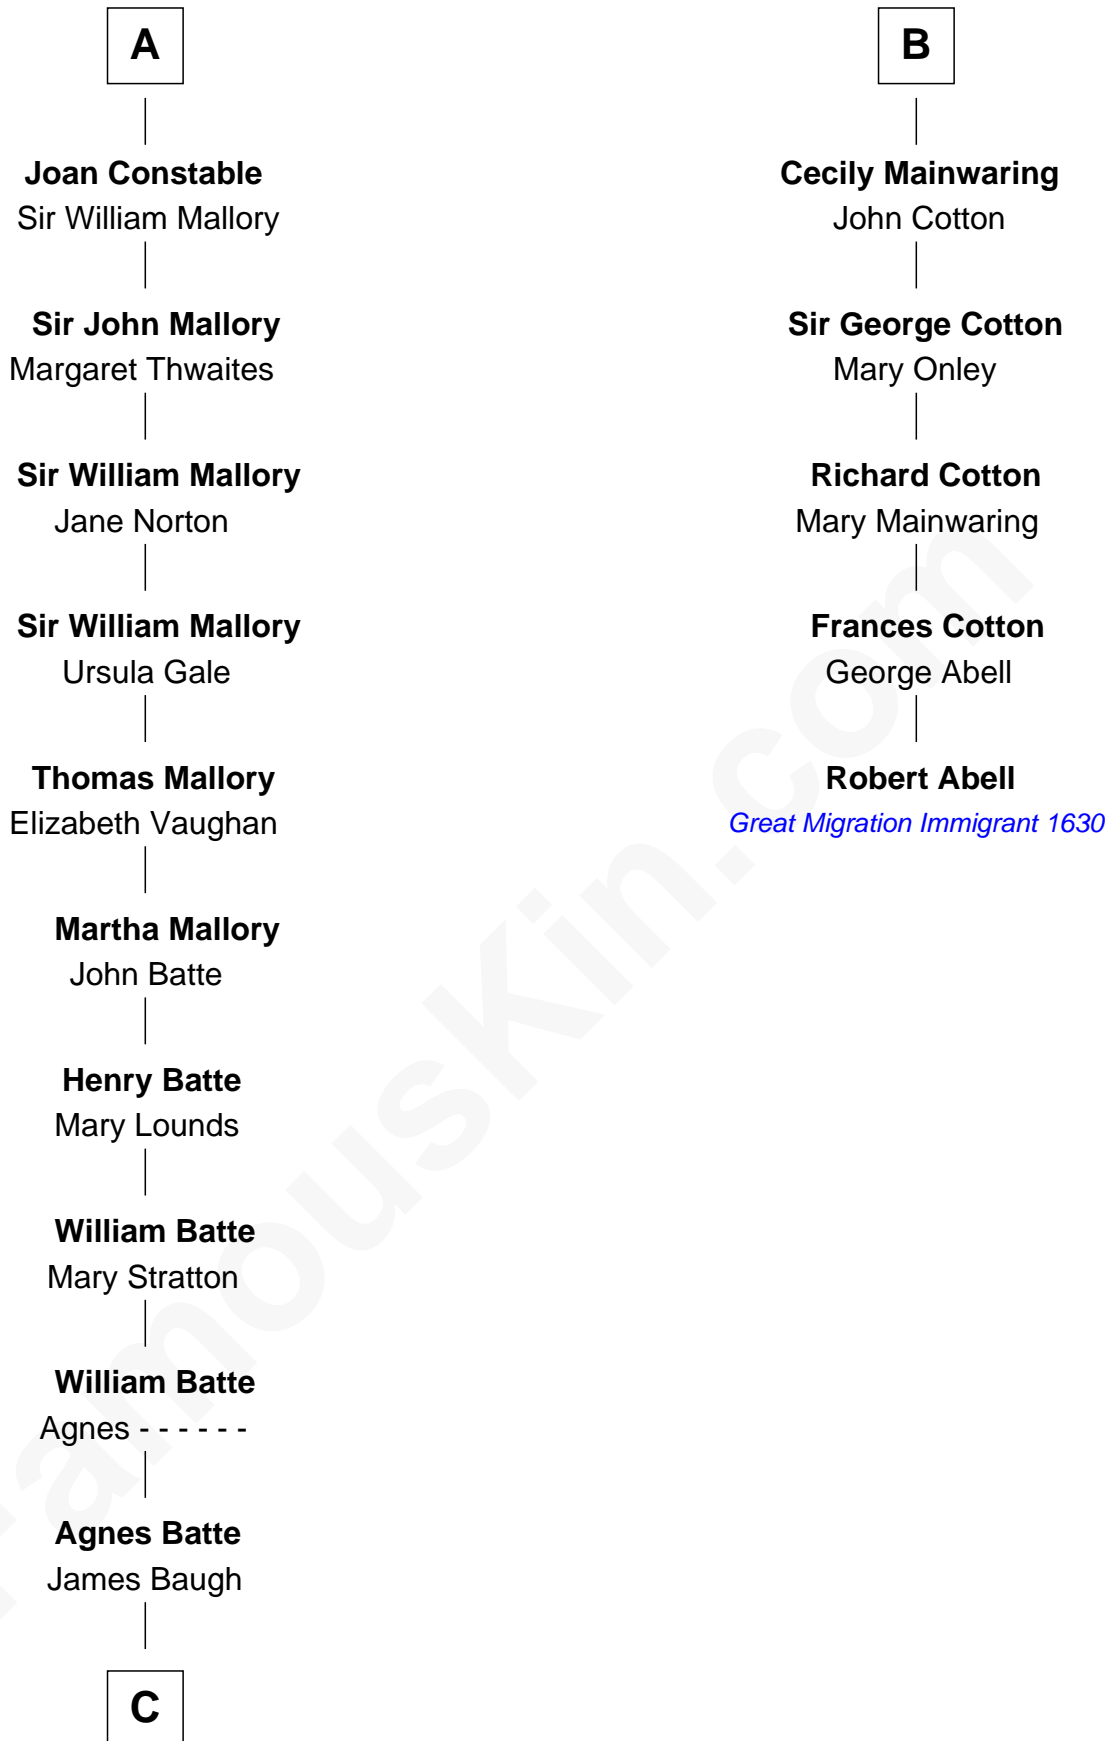 A
Joan Constable
Sir William Mallory
Sir John Mallory
Margaret Thwaites
Sir William Mallory
Jane Norton
Sir William Mallory
Ursula Gale
Thomas Mallory
Elizabeth Vaughan
Martha Mallory
John Batte
Henry Batte
Mary Lounds
William Batte
Mary Stratton
William Batte
Agnes - - - - - -
Agnes Batte
James Baugh
C
B
Cecily Mainwaring
John Cotton
Sir George Cotton
Mary Onley
Richard Cotton
Mary Mainwaring
Frances Cotton
George Abell
Robert Abell
Great Migration Immigrant 1630
FamousKin.com